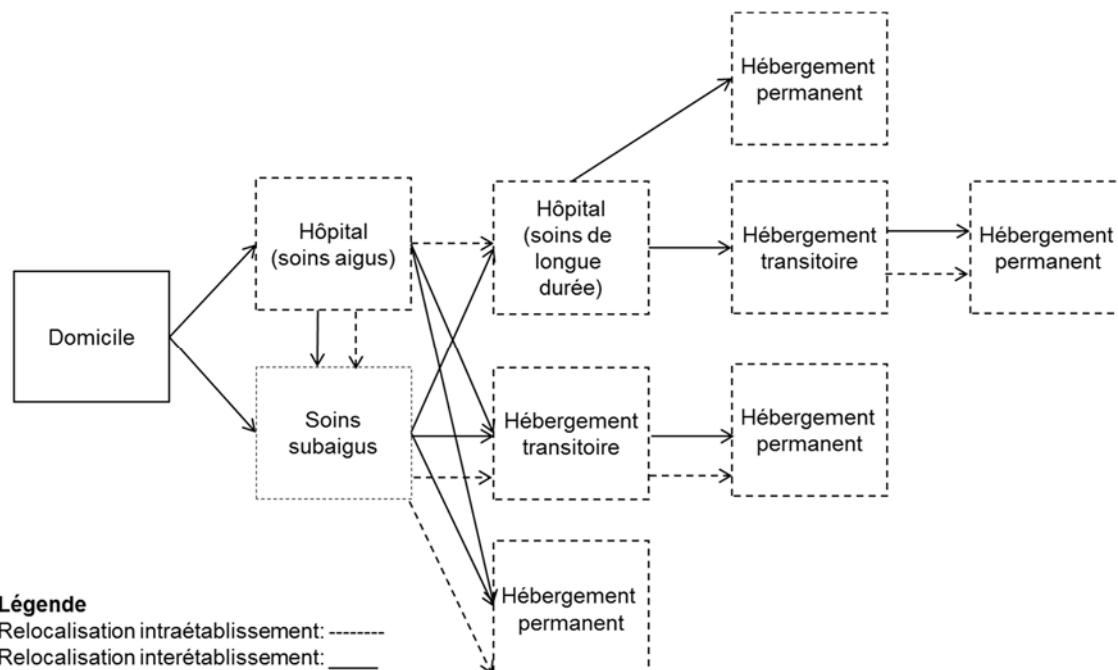 Hébergement
permanent
Hôpital
(soins aigus)
Hôpital
(soins de
longue
durée)
Hébergement
transitoire
Hébergement
permanent
Domicile
Soins
subaigus
Hébergement
transitoire
Hébergement
permanent
Hébergement
permanent
Légende
Relocalisation intraétablissement:
Relocalisation interétablissement: